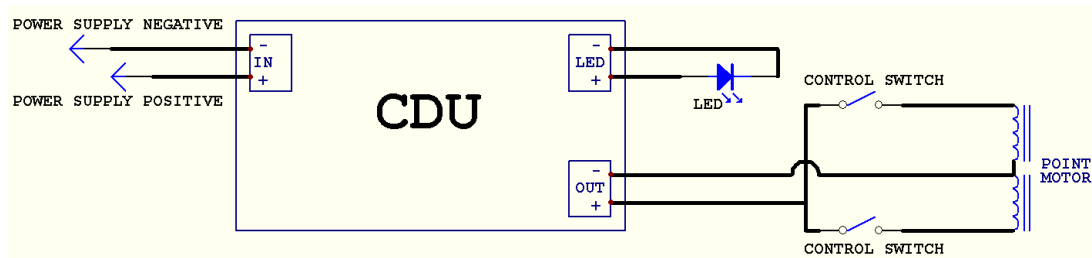 POWER SUPPLY NEGATIVE
- IN +
POWER SUPPLY POSITIVE
CDU
- LED +
LED
- OUT +
CONTROL SWITCH
POINT
MOTOR
CONTROL SWITCH